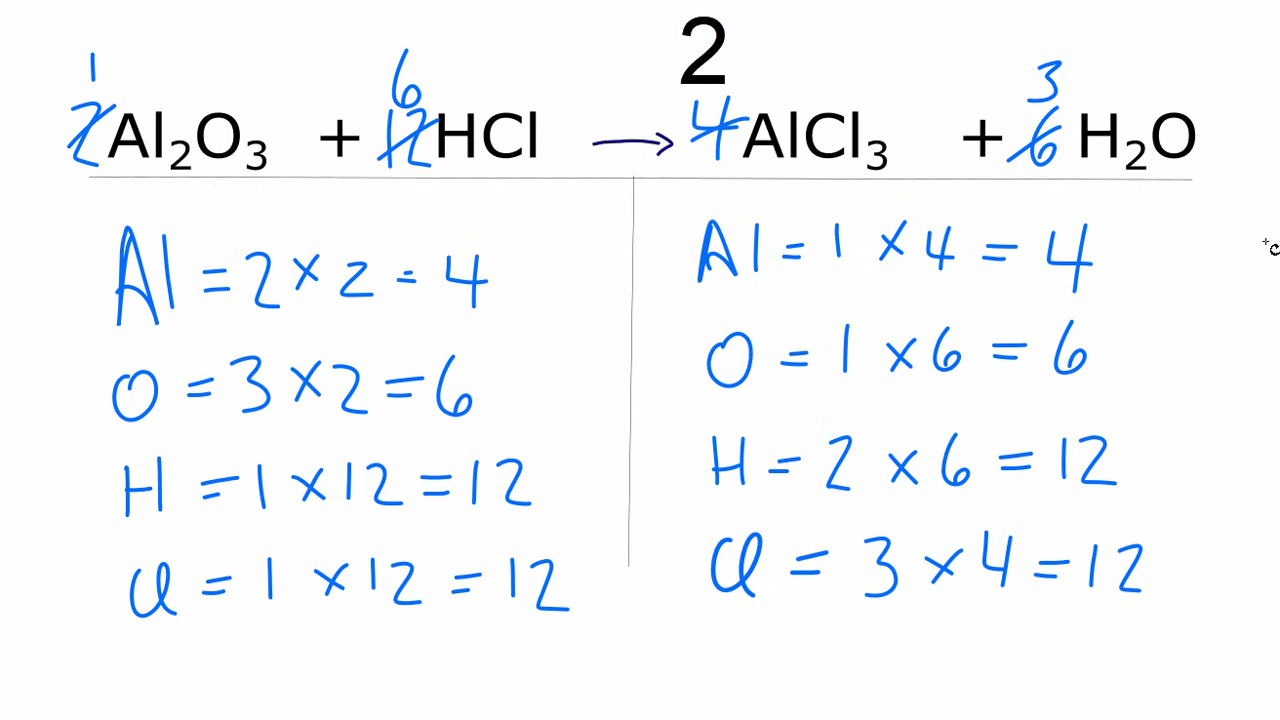 1 6 2 3
2Al₂O₃ + 12HCl → 4AlCl₃ + 6H₂O
Al = 2 × 2 = 4
O = 3 × 2 = 6
H = 1 × 12 = 12
Cl = 1 × 12 = 12
Al = 1 × 4 = 4
O = 1 × 6 = 6
H = 2 × 6 = 12
Cl = 3 × 4 = 12